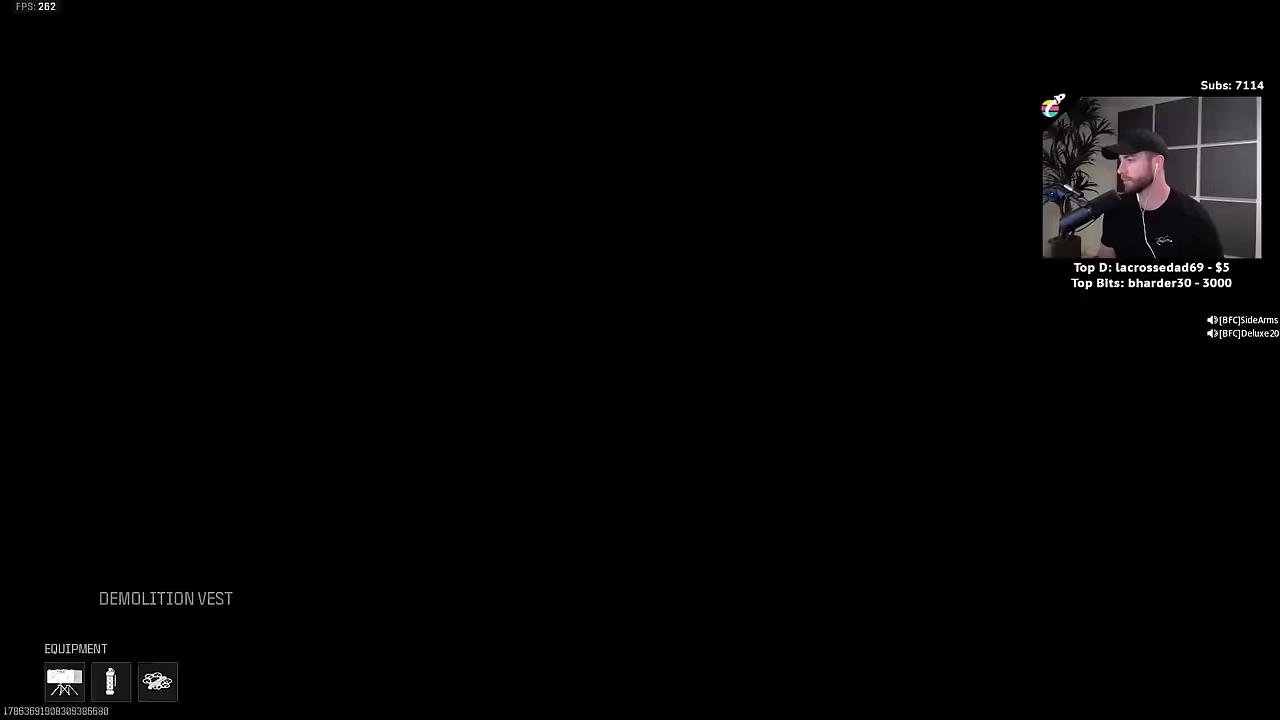 FPS: 262
Subs: 7114
Top D: lacrossedad69 - $5
Top Bits: bharder30 - 3000
[BFC]SideArms
[BFC]Deluxe20
DEMOLITION VEST
EQUIPMENT